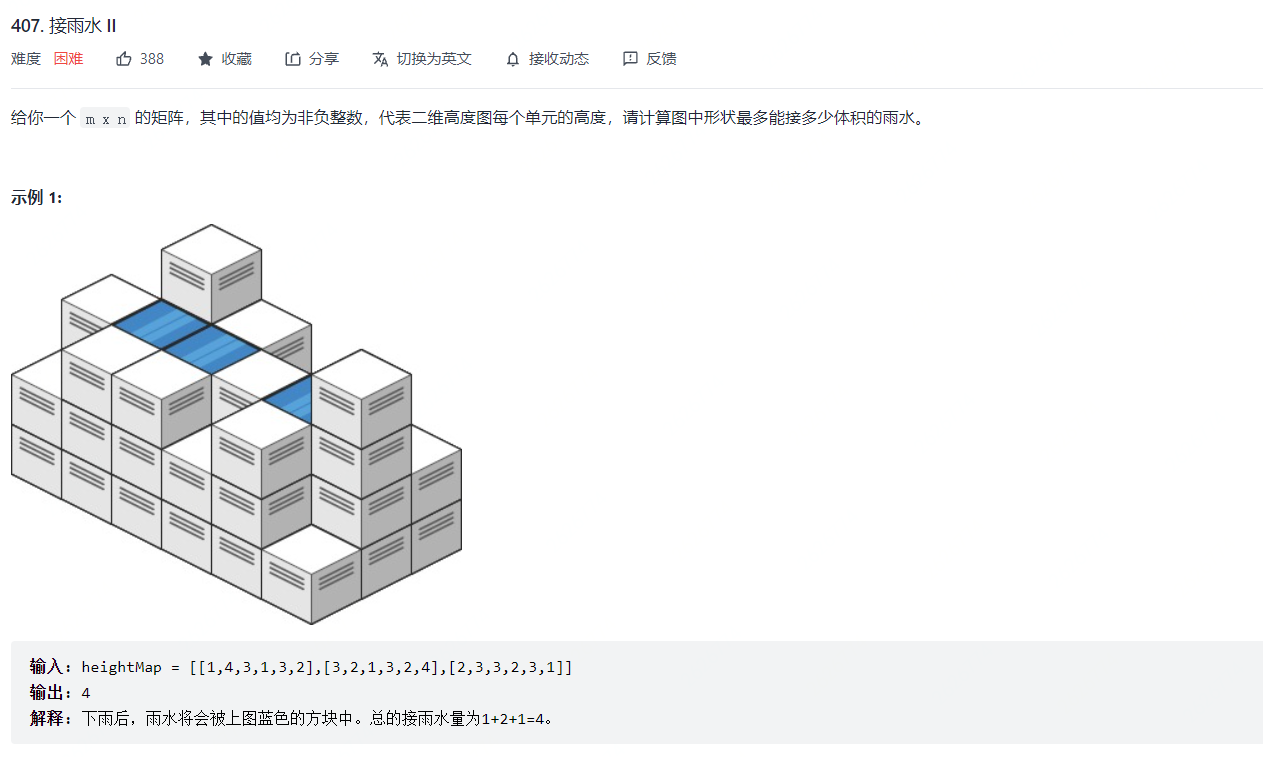 407. 接雨水 II
难度 困难 388 收藏 分享 切换为英文 接收动态 反馈
给你一个 m x n 的矩阵，其中的值均为非负整数，代表二维高度图每个单元的高度，请计算图中形状最多能接多少体积的雨水。
示例 1:
输入: heightMap = [[1,4,3,1,3,2],[3,2,1,3,2,4],[2,3,3,2,3,1]]
输出: 4
解释: 下雨后，雨水将会被上图蓝色的方块中。总的接雨水量为1+2+1=4。